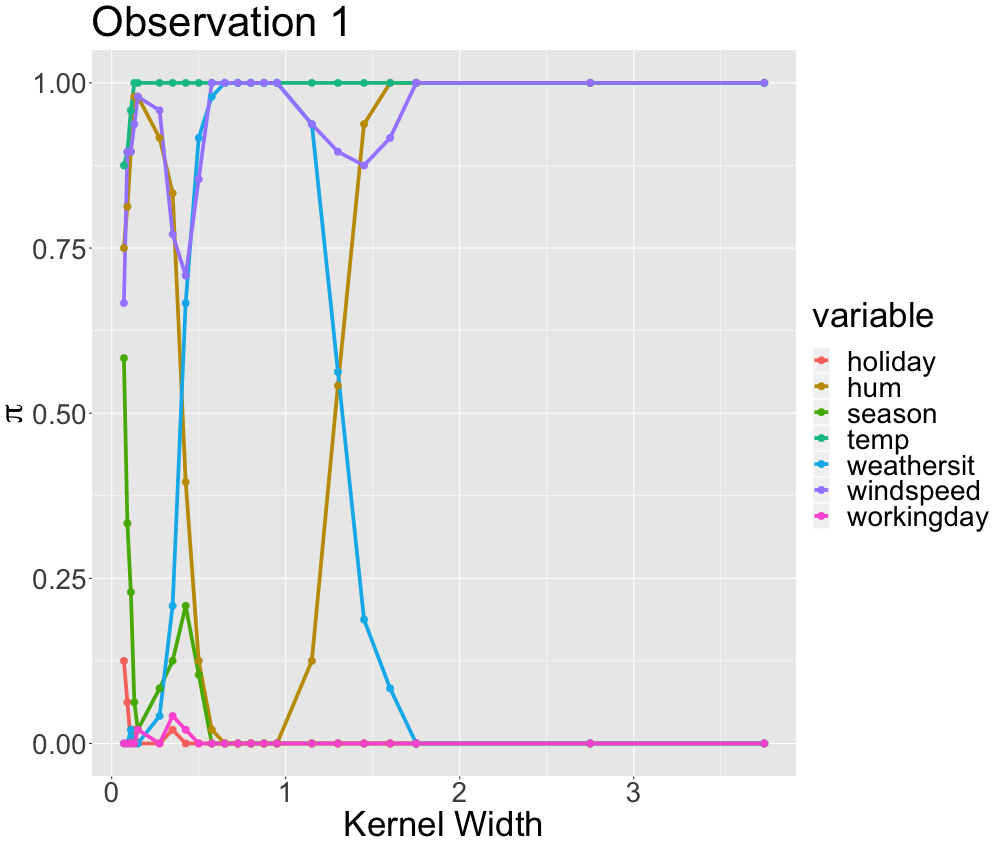 Observation 1
1.00
0.75
0.50
0.25
0.00
π
0
1
2
3
Kernel Width
variable
holiday
hum
season
temp
weathersit
windspeed
workingday